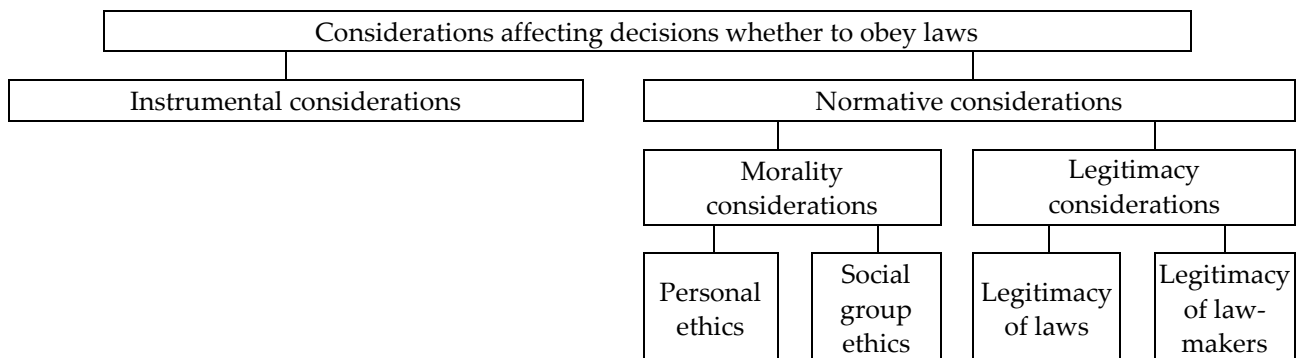 Considerations affecting decisions whether to obey laws
Instrumental considerations
Normative considerations
Morality
considerations
Legitimacy
considerations
Personal
ethics
Social
group
ethics
Legitimacy
of laws
Legitimacy
of law-
makers